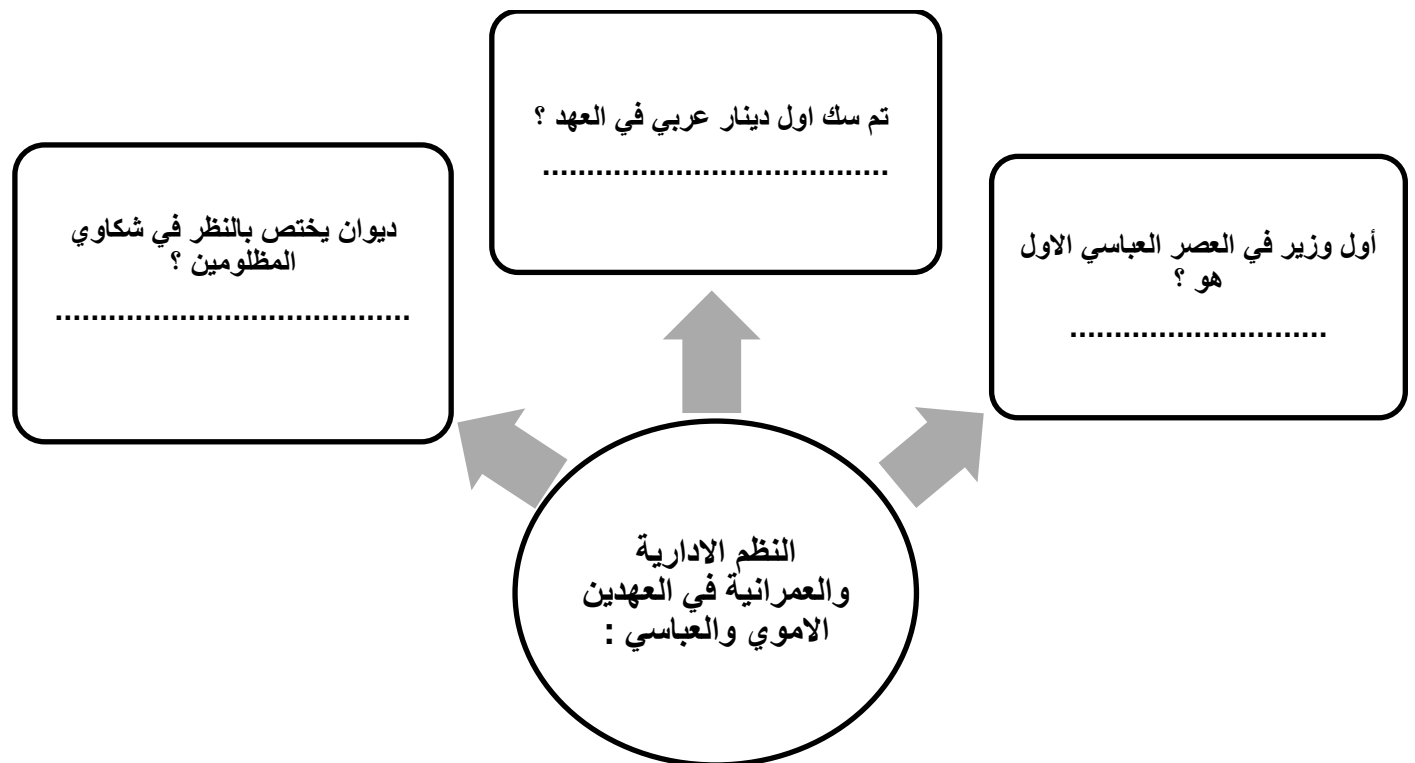 تم سك اول دينار عربي في العهد ؟
.......................................
أول وزير في العصر العباسي الاول
هو ؟
.............................
ديوان يختص بالنظر في شكاوي
المظلومين ؟
........................................
النظم الادارية
والعمرانية في العهدين
الاموي والعباسي :